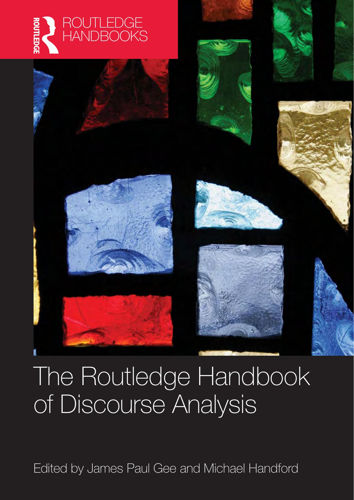 ROUTLEDGE
ROUTLEDGE
HANDBOOKS
The Routledge Handbook
of Discourse Analysis
Edited by James Paul Gee and Michael Handford